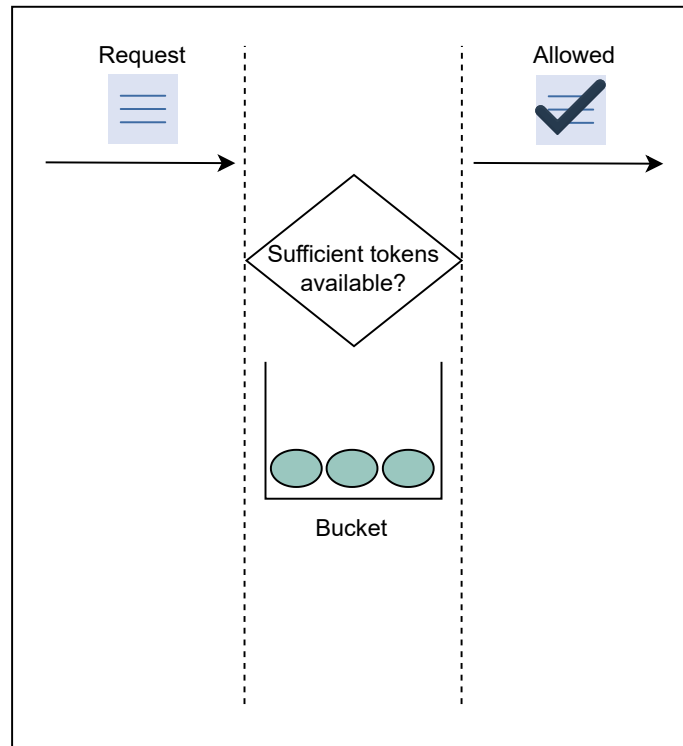 Request
Allowed
Sufficient tokens
available?
Bucket